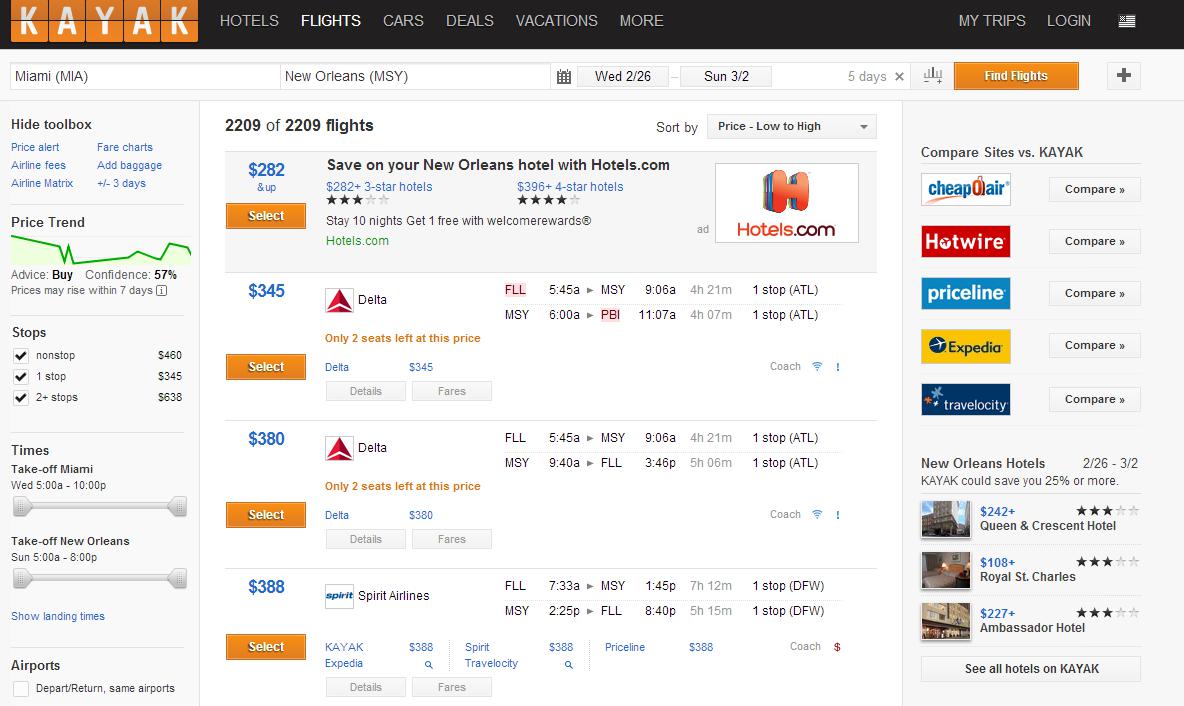 KAYAK HOTELS FLIGHTS CARS DEALS VACATIONS MORE MY TRIPS LOGIN
Miami (MIA) New Orleans (MSY) Wed 2/26 – Sun 3/2 5 days × Find Flights +
Hide toolbox
Price alert Fare charts
Airline fees Add baggage
Airline Matrix +/- 3 days
Price Trend
Advice: Buy Confidence: 57%
Prices may rise within 7 days i
Stops
nonstop $460
1 stop $345
2+ stops $638
Times
Take-off Miami
Wed 5:00a - 10:00p
Take-off New Orleans
Sun 5:00a - 8:00p
Show landing times
Airports
Depart/Return, same airports
2209 of 2209 flights
Sort by Price - Low to High
$282
& up
Select
Save on your New Orleans hotel with Hotels.com
$282+ 3-star hotels $396+ 4-star hotels
Stay 10 nights Get 1 free with welcomerewards®
Hotels.com
ad
Hotels.com
$345
Delta
FLL 5:45a ► MSY 9:06a 4h 21m 1 stop (ATL)
MSY 6:00a ► PBI 11:07a 4h 07m 1 stop (ATL)
Only 2 seats left at this price
Select Delta $345 Coach !
Details Fares
$380
Delta
FLL 5:45a ► MSY 9:06a 4h 21m 1 stop (ATL)
MSY 9:40a ► FLL 3:46p 5h 06m 1 stop (ATL)
Only 2 seats left at this price
Select Delta $380 Coach !
Details Fares
$388
spirit Spirit Airlines
FLL 7:33a ► MSY 1:45p 7h 12m 1 stop (DFW)
MSY 2:25p ► FLL 8:40p 5h 15m 1 stop (DFW)
Select KAYAK $388 Spirit $388 Priceline $388 Coach $
Expedia Travelocity
Details Fares
Compare Sites vs. KAYAK
cheapOair Compare »
Hotwire Compare »
priceline Compare »
Expedia Compare »
travelocity Compare »
New Orleans Hotels 2/26 - 3/2
KAYAK could save you 25% or more.
$242+
Queen & Crescent Hotel
$108+
Royal St. Charles
$227+
Ambassador Hotel
See all hotels on KAYAK